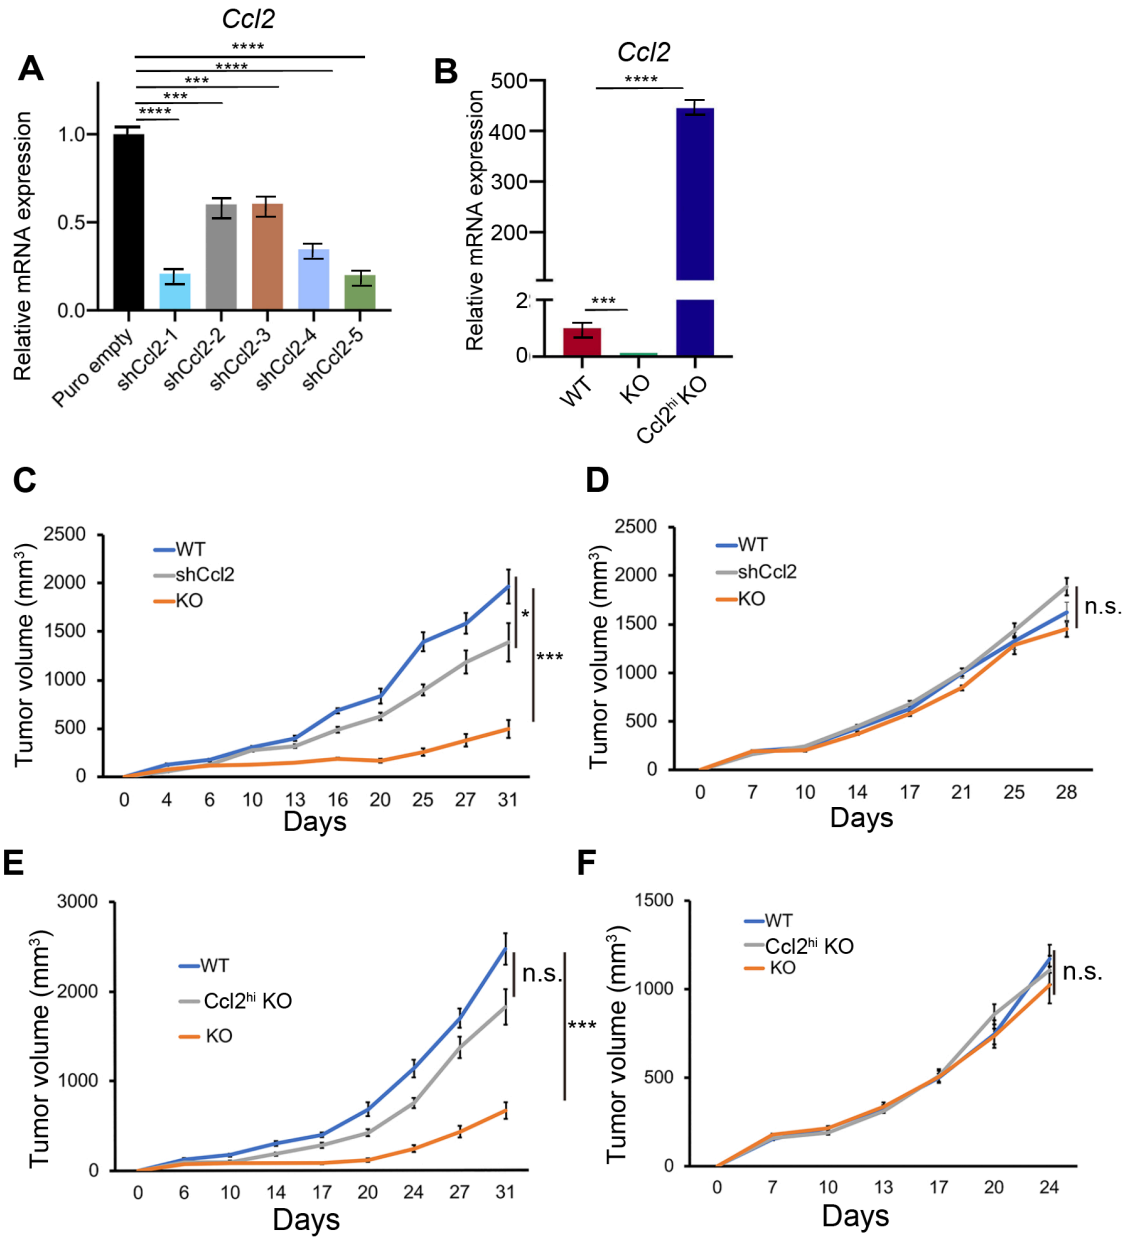 Ccl2
A
****
****
***
***
****
Relative mRNA expression
1.0
0.5
0.0
Puro empty
shCcl2-1
shCcl2-2
shCcl2-3
shCcl2-4
shCcl2-5
B
Ccl2
****
Relative mRNA expression
500
400
300
200
2
0
***
WT
KO
Ccl2hi KO
C
Tumor volume (mm3)
2500
2000
1500
1000
500
0
WT
shCcl2
KO
*
***
0 4 6 10 13 16 20 25 27 31
Days
D
Tumor volume (mm3)
2500
2000
1500
1000
500
0
WT
shCcl2
KO
n.s.
0 7 10 14 17 21 25 28
Days
E
Tumor volume (mm3)
3000
2000
1000
0
WT
Ccl2hi KO
KO
n.s.
***
0 6 10 14 17 20 24 27 31
Days
F
Tumor volume (mm3)
1500
1000
500
0
WT
Ccl2hi KO
KO
n.s.
0 7 10 13 17 20 24
Days